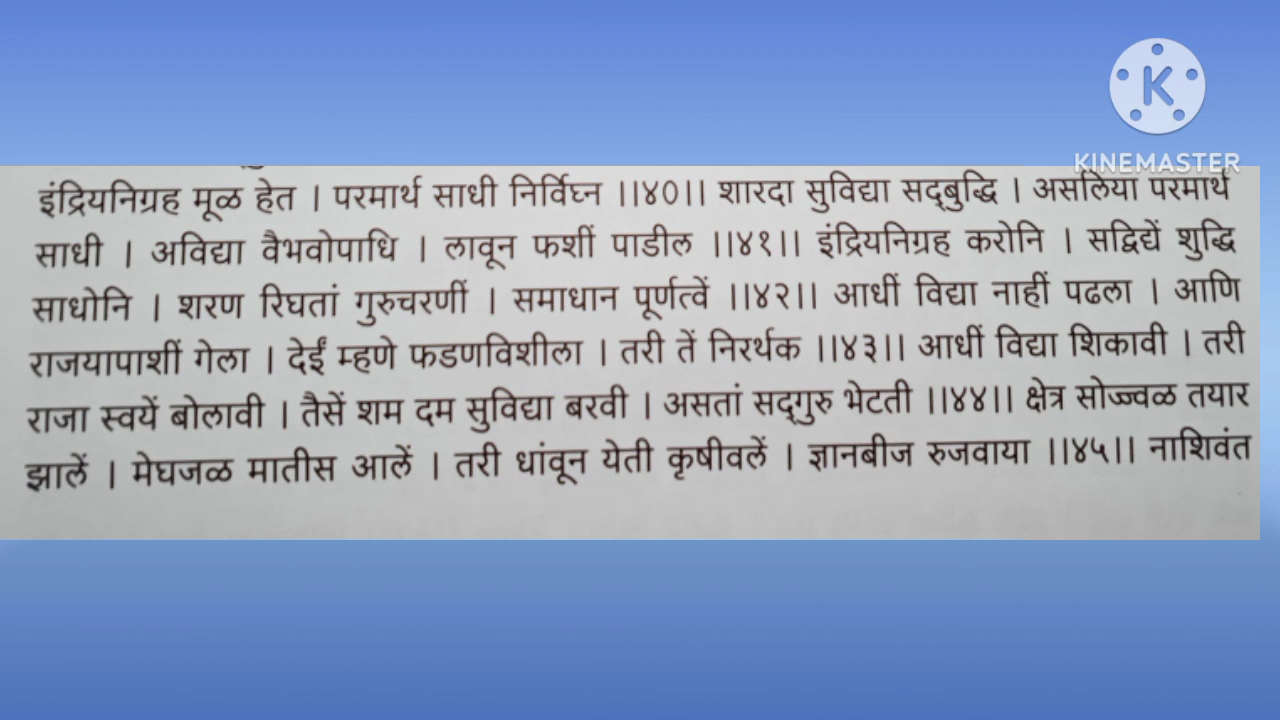 KINEMASTER
इंद्रियनिग्रह मूळ हेत । परमार्थ साधी निर्विघ्न ।।४०।। शारदा सुविद्या सद्‌बुद्धि । असलिया परमार्थ
साधी । अविद्या वैभवोपाधि । लावून फशीं पाडील ।।४१।। इंद्रियनिग्रह करोनि । सद्विद्यें शुद्धि
साधोनि । शरण रिघतां गुरुचरणीं । समाधान पूर्णत्वें ।।४२।। आधीं विद्या नाहीं पढला । आणि
राजयापाशीं गेला । देईं म्हणे फडणविशीला । तरी तें निरर्थक ।।४३।। आधीं विद्या शिकावी । तरी
राजा स्वयें बोलावी । तैसें शम दम सुविद्या बरवी । असतां सद्‌गुरु भेटती ।।४४।। क्षेत्र सोज्ज्वळ तयार
झालें । मेघजळ मातीस आलें । तरी धांवून येती कृषीवलें । ज्ञानबीज रुजवाया ।।४५।। नाशिवंत